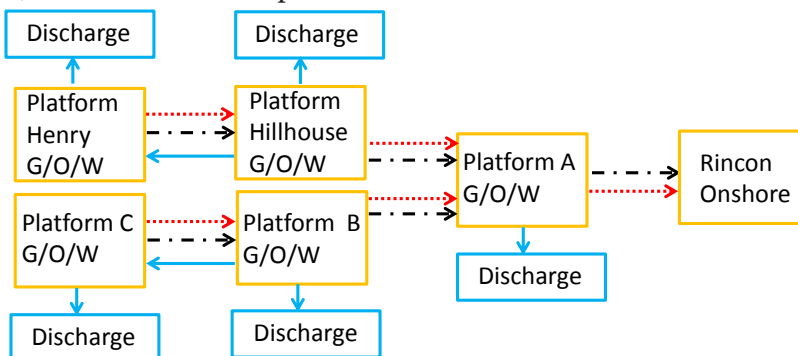 Discharge
Discharge
Platform
Henry
G/O/W
Platform
Hillhouse
G/O/W
Platform A
G/O/W
Rincon
Onshore
Platform C
G/O/W
Platform B
G/O/W
Discharge
Discharge
Discharge